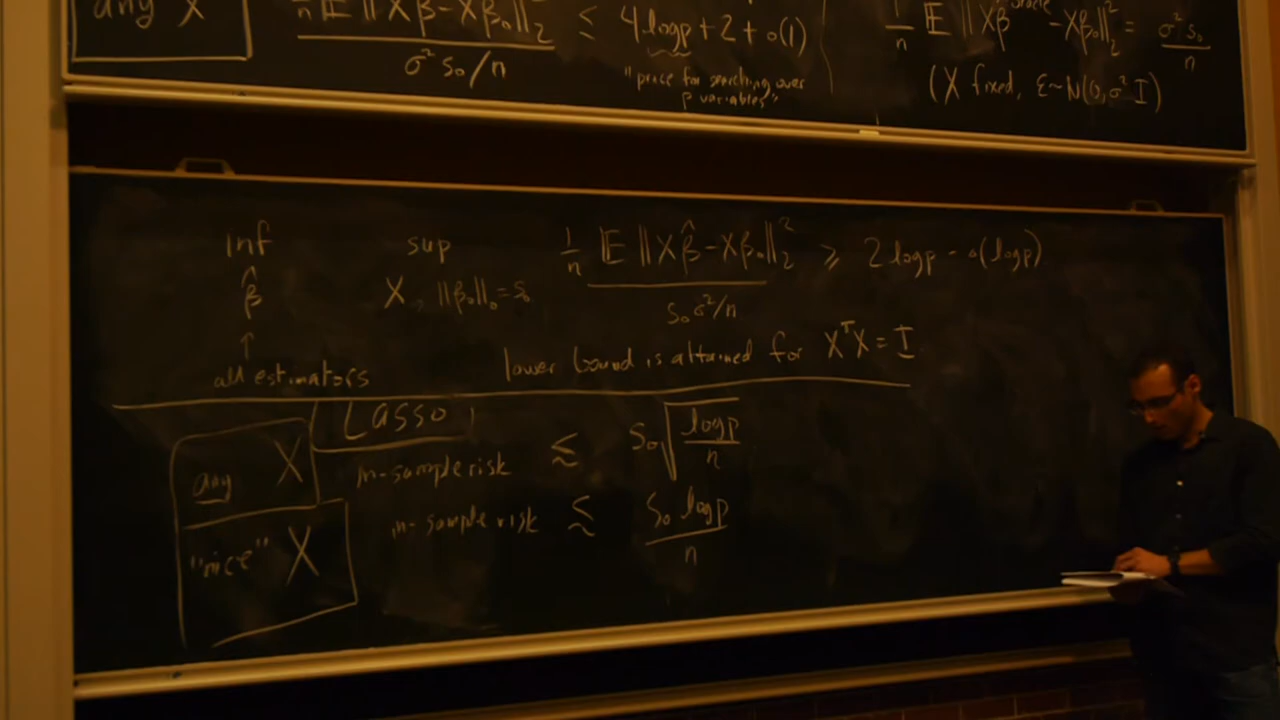 any X
1/n 𝔼 ‖Xβ̂ − Xβ₀‖₂² / (σ² s₀/n) ≤ 4 log p + 2 + o(1)
"price for searching over
p variables"
1/n 𝔼 ‖Xβ̂^oracle − Xβ₀‖₂² = σ² s₀ / n
(X fixed, ε ~ N(0, σ² I)
inf β̂ sup X, ‖β₀‖₀ = s₀ 1/n 𝔼 ‖Xβ̂ − Xβ₀‖₂² / (s₀ σ²/n) ≥ 2 log p − o(log p)
↑
all estimators
lower bound is attained for XᵀX = I
Lasso
any X in-sample risk ≲ s₀ √(log p / n)
"nice" X in-sample risk ≲ s₀ log p / n